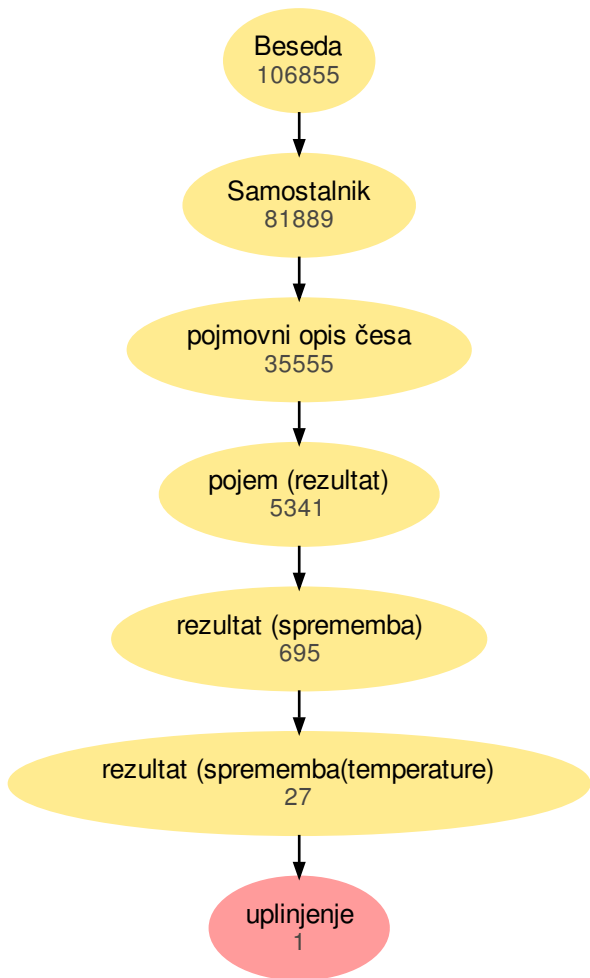 Beseda
106855
Samostalnik
81889
pojmovni opis česa
35555
pojem (rezultat)
5341
rezultat (sprememba)
695
rezultat (sprememba(temperature)
27
uplinjenje
1